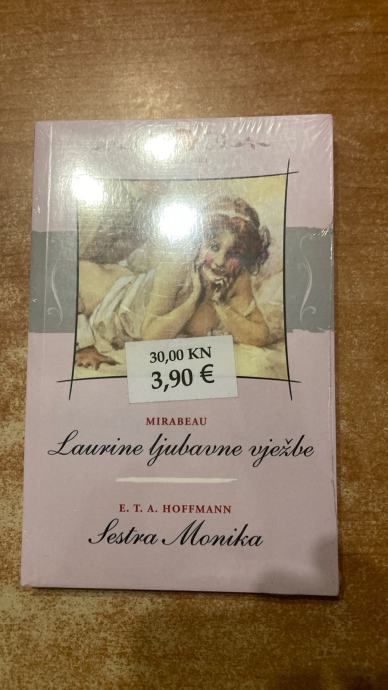 30,00 KN
3,90 €
MIRABEAU
Laurine ljubavne vježbe
E. T. A. HOFFMANN
Sestra Monika